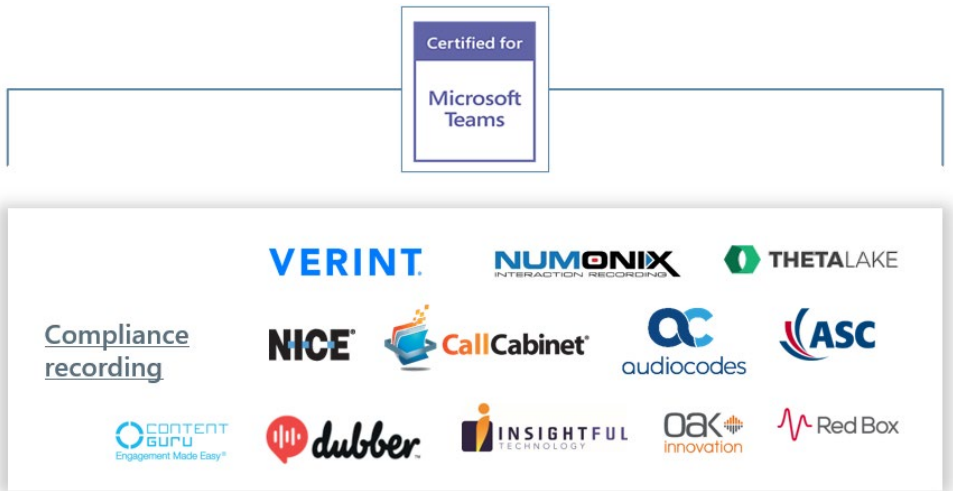 Certified for
Microsoft
Teams
VERINT.
NUMONIX
INTERACTION RECORDING
THETALAKE
Compliance
recording
NICE®
CallCabinet®
audiocodes
ASC
CONTENT
GURU
Engagement Made Easy®
dubber
INSIGHTFUL
TECHNOLOGY
Oak
innovation
Red Box